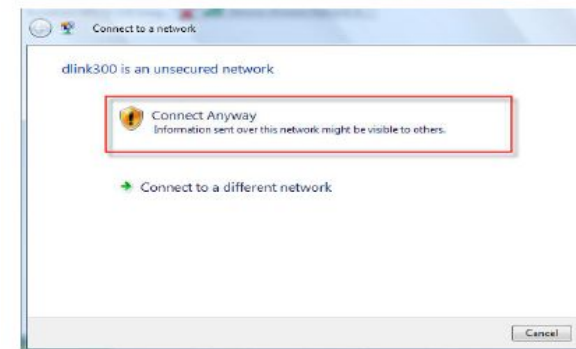 Connect to a network
dlink300 is an unsecured network
Connect Anyway
Information sent over this network might be visible to others.
Connect to a different network
Cancel